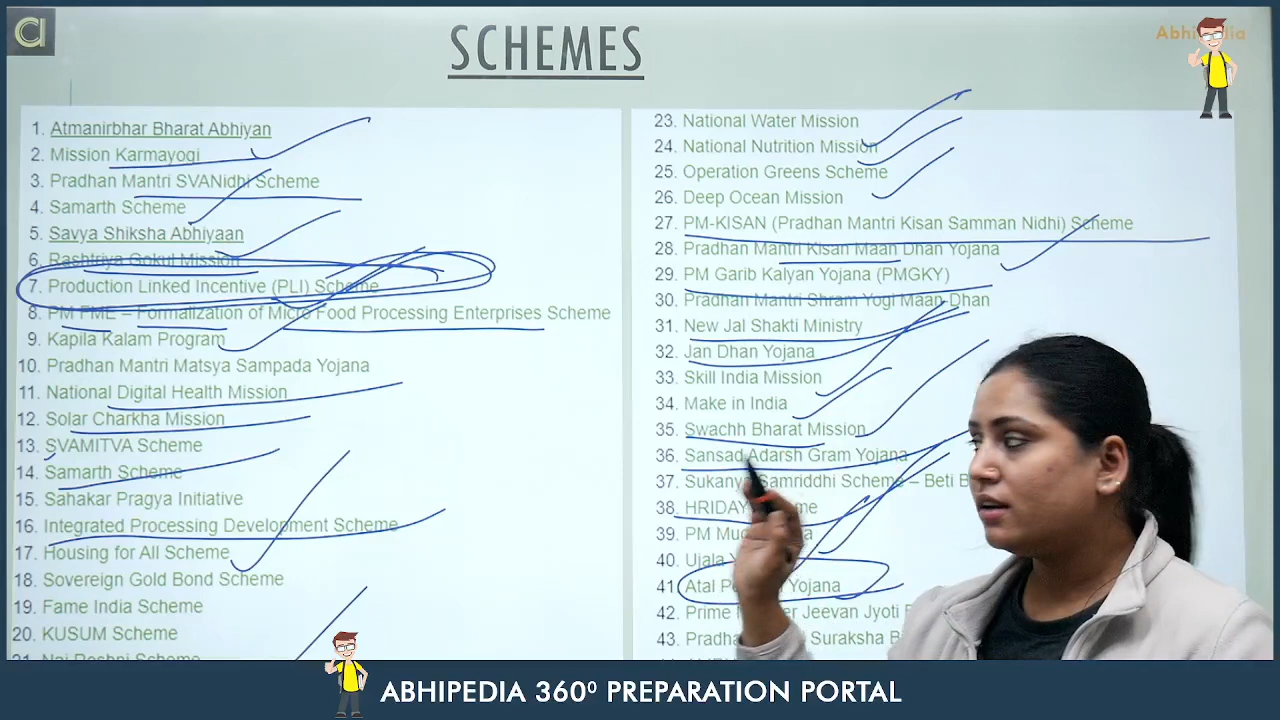 SCHEMES
1. Atmanirbhar Bharat Abhiyan
2. Mission Karmayogi
3. Pradhan Mantri SVANidhi Scheme
4. Samarth Scheme
5. Savya Shiksha Abhiyaan
6. Rashtriya Gokul Mission
7. Production Linked Incentive (PLI) Scheme
8. PM FME – Formalization of Micro Food Processing Enterprises Scheme
9. Kapila Kalam Program
10. Pradhan Mantri Matsya Sampada Yojana
11. National Digital Health Mission
12. Solar Charkha Mission
13. SVAMITVA Scheme
14. Samarth Scheme
15. Sahakar Pragya Initiative
16. Integrated Processing Development Scheme
17. Housing for All Scheme
18. Sovereign Gold Bond Scheme
19. Fame India Scheme
20. KUSUM Scheme
21. Nai Roshni Scheme
23. National Water Mission
24. National Nutrition Mission
25. Operation Greens Scheme
26. Deep Ocean Mission
27. PM-KISAN (Pradhan Mantri Kisan Samman Nidhi) Scheme
28. Pradhan Mantri Kisan Maan Dhan Yojana
29. PM Garib Kalyan Yojana (PMGKY)
30. Pradhan Mantri Shram Yogi Maan Dhan
31. New Jal Shakti Ministry
32. Jan Dhan Yojana
33. Skill India Mission
34. Make in India
35. Swachh Bharat Mission
36. Sansad Adarsh Gram Yojana
37. Sukanya Samriddhi Scheme – Beti B
38. HRIDAY
39. PM
40. Ujala
41 Atal Yojana
42 Prime Jeevan Jyoti
43. Suraksha
ABHIPEDIA 360⁰ PREPARATION PORTAL